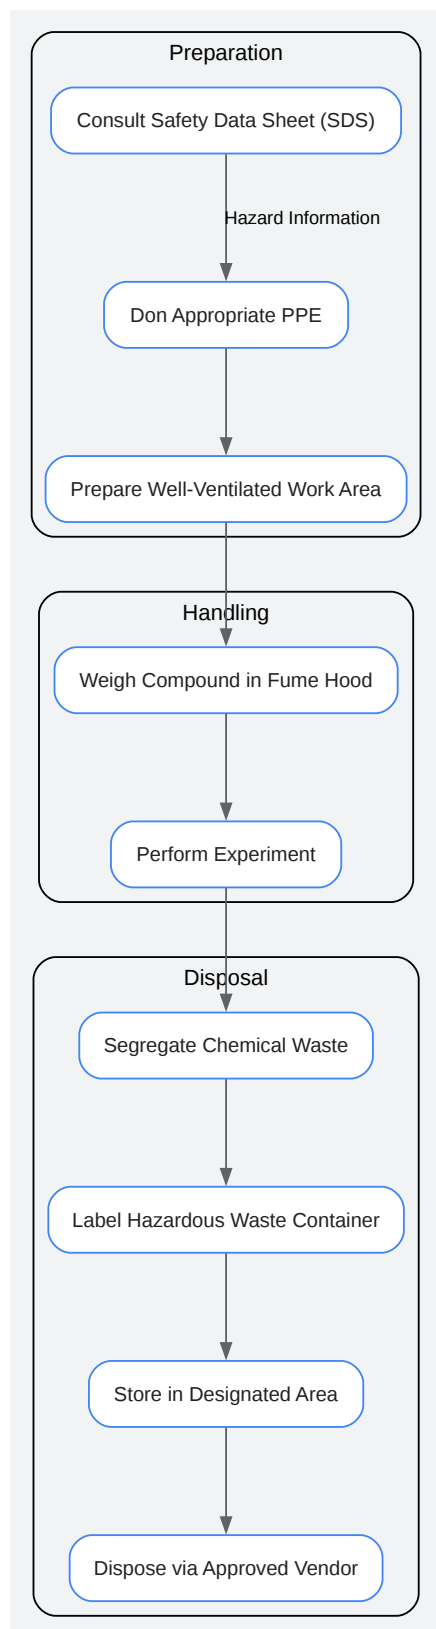 Preparation
Consult Safety Data Sheet (SDS)
Hazard Information
Don Appropriate PPE
Prepare Well-Ventilated Work Area
Handling
Weigh Compound in Fume Hood
Perform Experiment
Disposal
Segregate Chemical Waste
Label Hazardous Waste Container
Store in Designated Area
Dispose via Approved Vendor